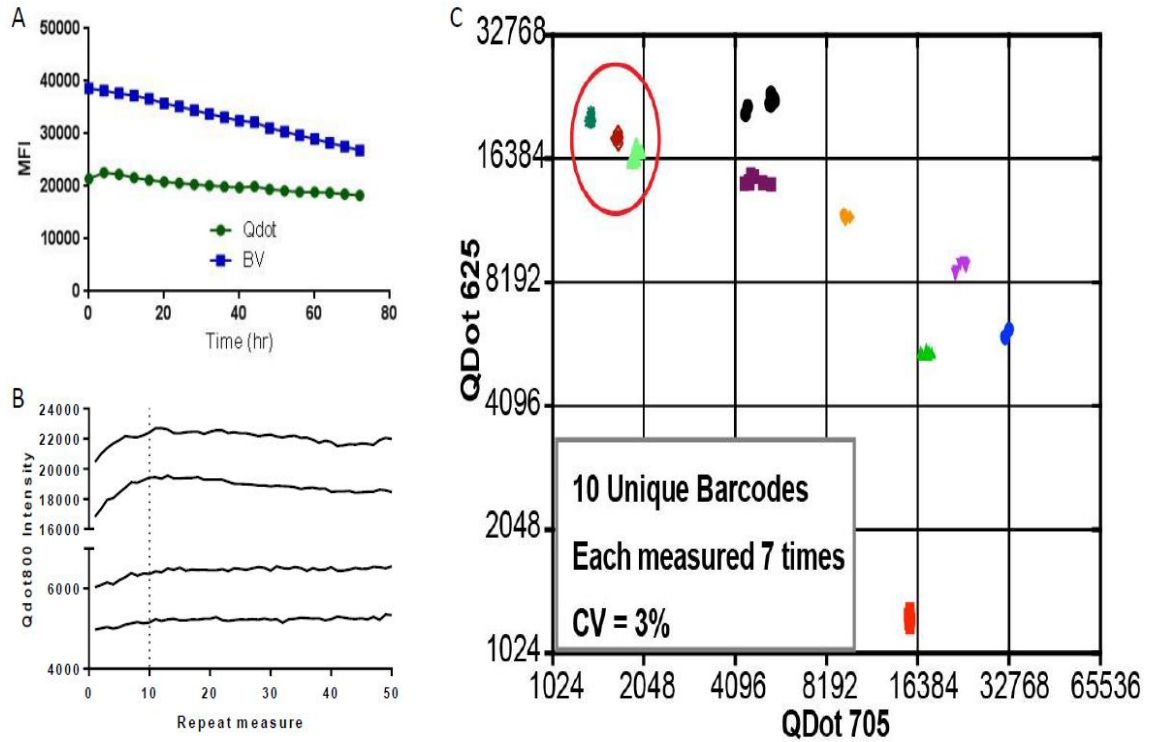 A
50000
40000
30000
20000
10000
0
MFI
Qdot
BV
0 20 40 60 80
Time (hr)
B
24000
22000
20000
18000
16000
6000
4000
Qdot800 Intensity
0 10 20 30 40 50
Repeat measure
C
32768
16384
8192
4096
2048
1024
QDot 625
10 Unique Barcodes
Each measured 7 times
CV = 3%
1024 2048 4096 8192 16384 32768 65536
QDot 705